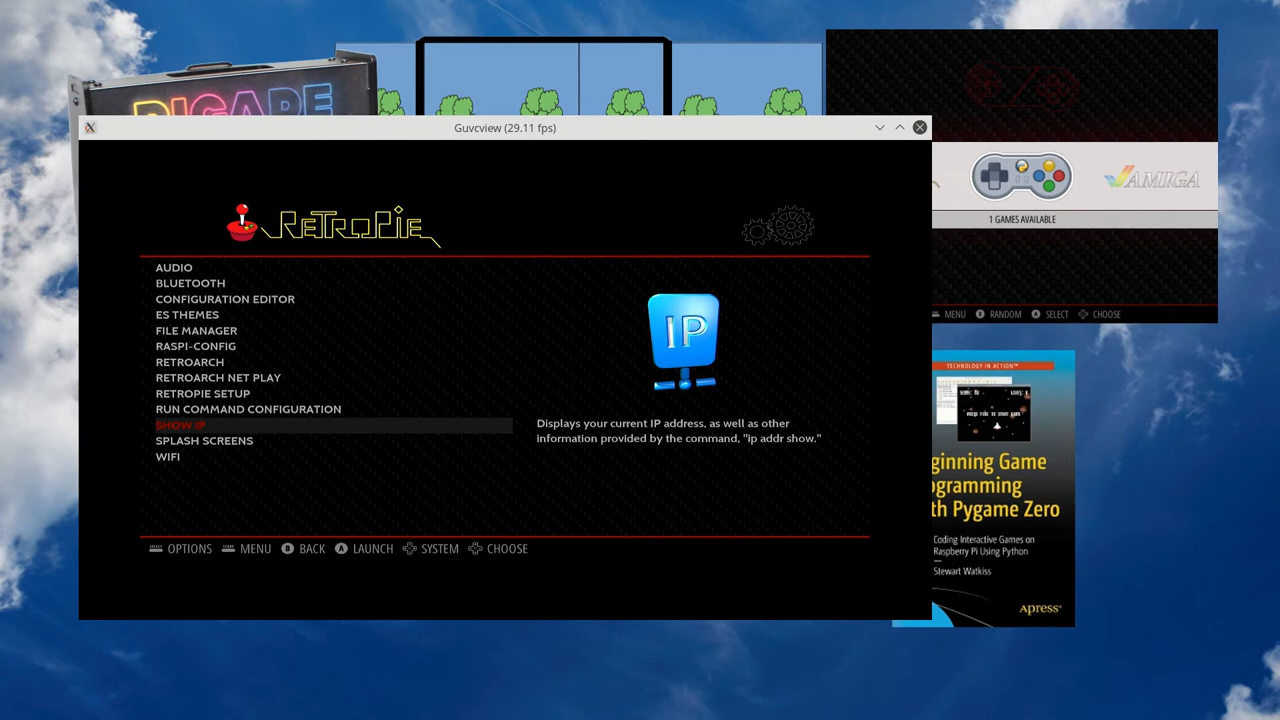 PICADE
Guvcview (29.11 fps)
RETROPIE
AUDIO
BLUETOOTH
CONFIGURATION EDITOR
ES THEMES
FILE MANAGER
RASPI-CONFIG
RETROARCH
RETROARCH NET PLAY
RETROPIE SETUP
RUN COMMAND CONFIGURATION
SHOW IP
SPLASH SCREENS
WIFI
IP
Displays your current IP address, as well as other
information provided by the command, "ip addr show."
OPTIONS MENU B BACK A LAUNCH SYSTEM CHOOSE
AMIGA
1 GAMES AVAILABLE
MENU RANDOM A SELECT CHOOSE
TECHNOLOGY IN ACTION™
ginning Game
ogramming
th Pygame Zero
Coding Interactive Games on
Raspberry Pi Using Python
Stewart Watkiss
Apress®